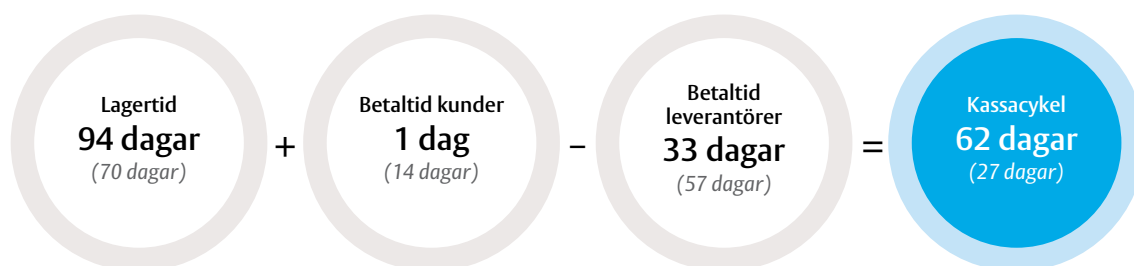 Lagertid
94 dagar
(70 dagar)
+
Betaltid kunder
1 dag
(14 dagar)
–
Betaltid
leverantörer
33 dagar
(57 dagar)
=
Kassacykel
62 dagar
(27 dagar)